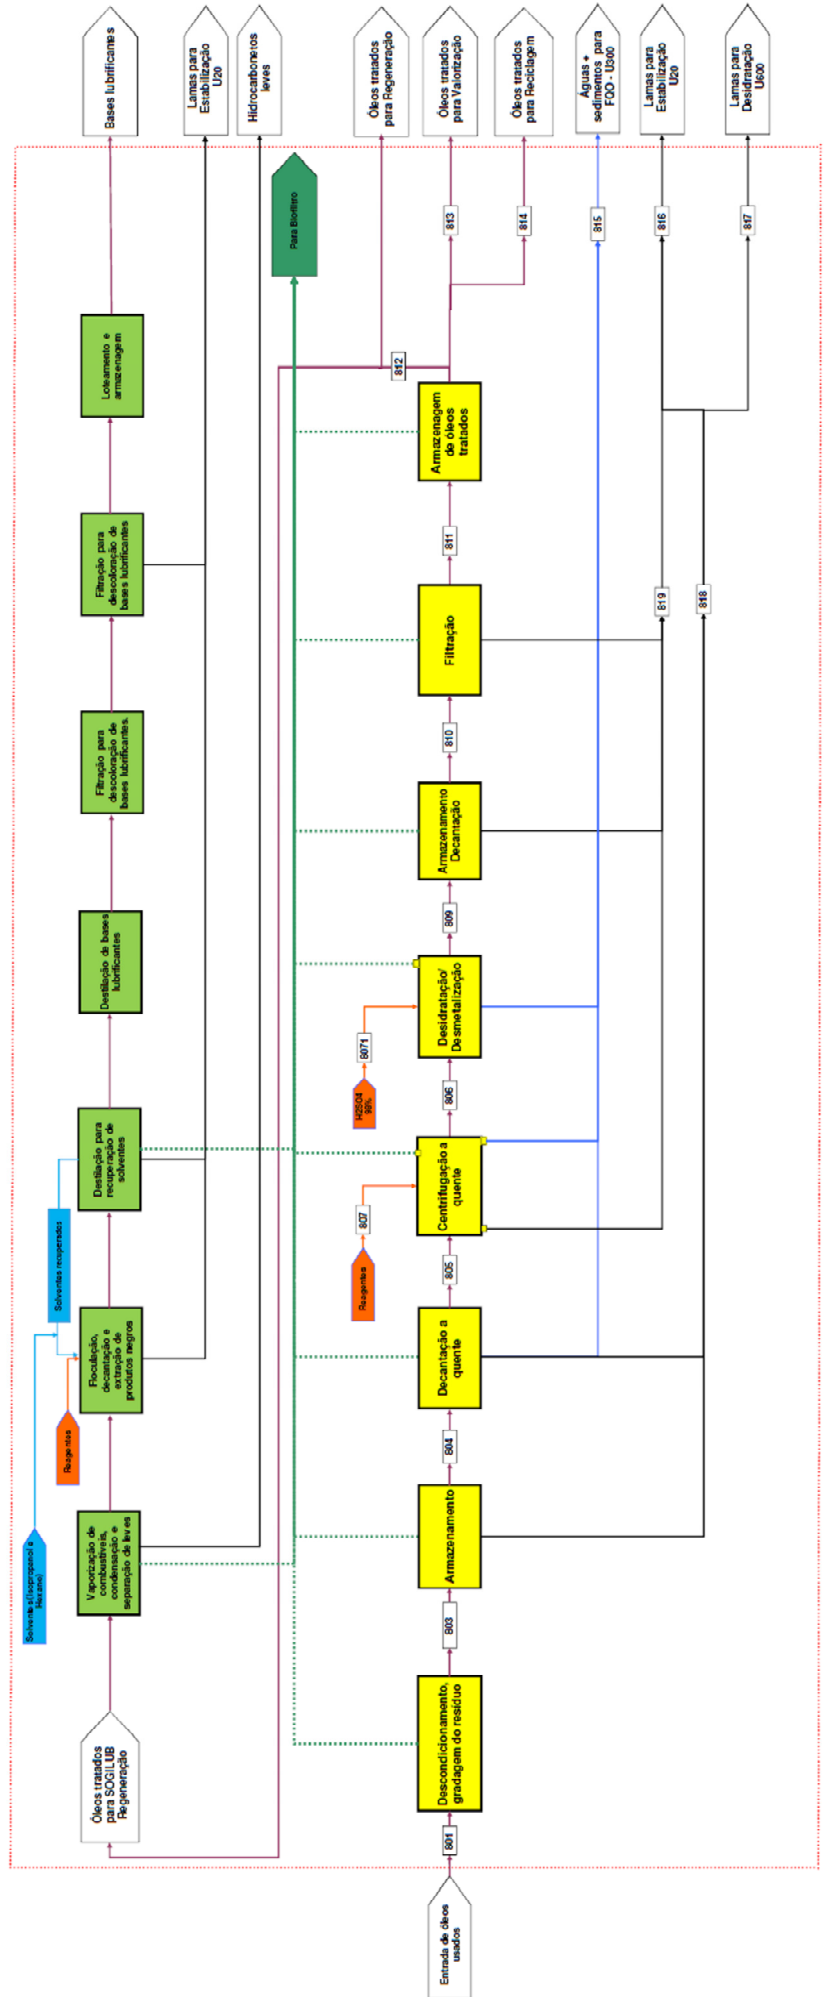 Entrada de óleos
usados
801
Descondicionamento,
gradagem do resíduo
803
Armazenamento
804
Decantação a
quente
805
Reagentes
807
Centrifugação a
quente
806
H2SO4
98%
8071
Desidratação/
Desmetalização
809
Armazenamento
Decantação
810
Filtração
811
Armazenagem
de óleos
tratados
812
813
814
815
816
817
818
819
Óleos tratados
para SOGILUB
Regeneração
Vaporização de
combustíveis,
condensação e
separação de leves
Solventes (Isopropanol e
Hexano)
Reagentes
Floculação,
decantação e
extração de
produtos negros
Solventes recuperados
Destilação para
recuperação de
solventes
Destilação de bases
lubrificantes
Filtração para
descoloração de
bases lubrificantes.
Filtração para
descoloração de
bases lubrificantes
Loteamento e
armazenagem
Para Biofiltro
Bases lubrificantes
Lamas para
Estabilização
U20
Hidrocarbonetos
leves
Óleos tratados
para Regeneração
Óleos tratados
para Valorização
Óleos tratados
para Reciclagem
Águas +
sedimentos para
FOO - U300
Lamas para
Estabilização
U20
Lamas para
Desidratação
U600